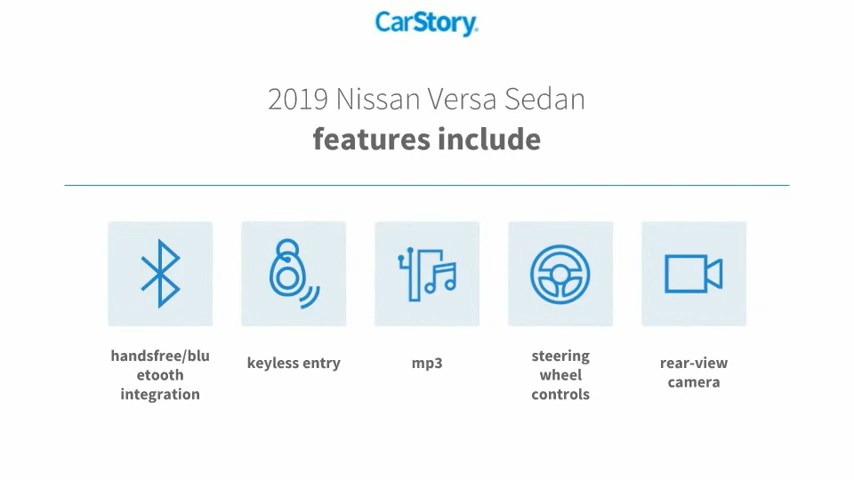 CarStory.
2019 Nissan Versa Sedan
features include
handsfree/blu
etooth
integration
keyless entry
mp3
steering
wheel
controls
rear-view
camera